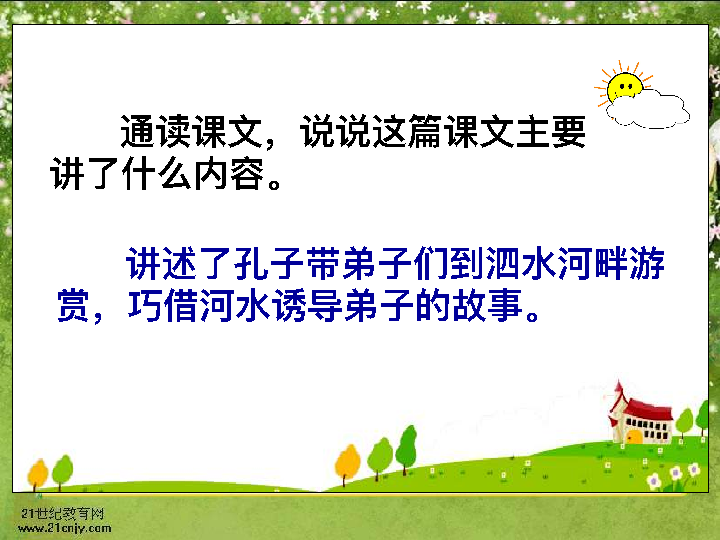 通读课文，说说这篇课文主要
讲了什么内容。
讲述了孔子带弟子们到泗水河畔游
赏，巧借河水诱导弟子的故事。
21世纪教育网
www.21cnjy.com